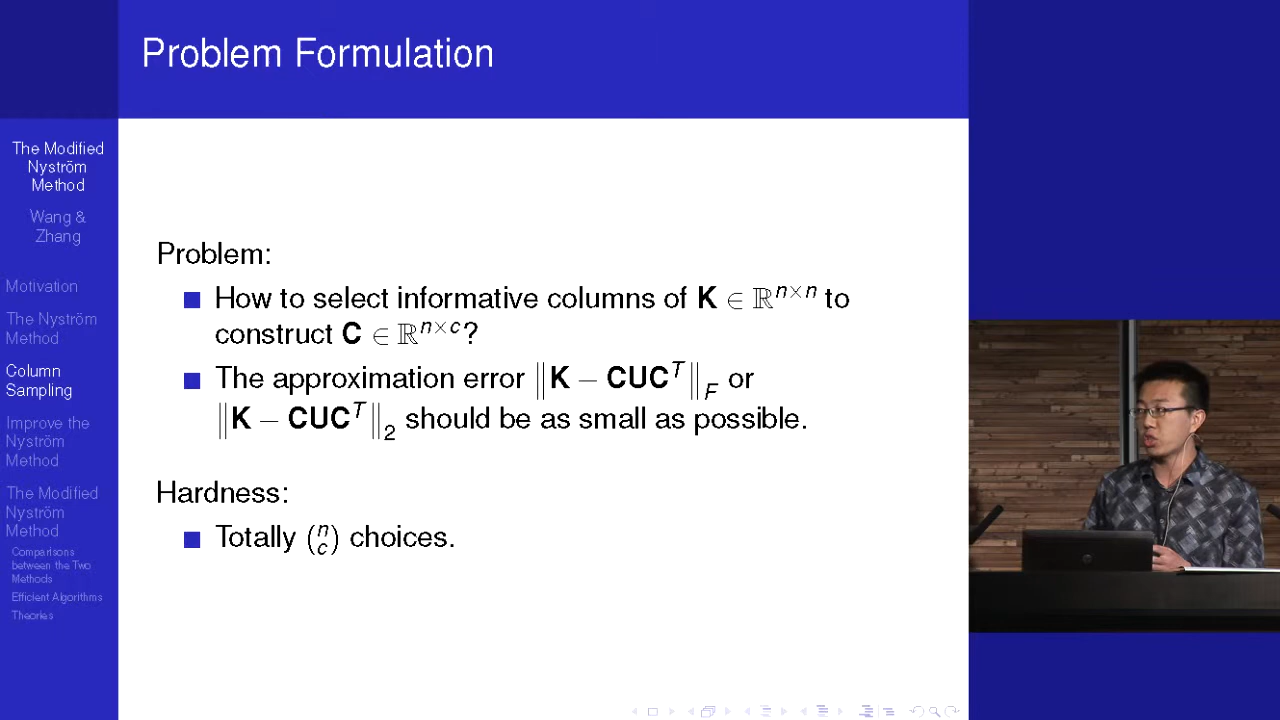 Problem Formulation
The Modified
Nyström
Method
Wang &
Zhang
Motivation
The Nyström
Method
Column
Sampling
Improve the
Nyström
Method
The Modified
Nyström
Method
Comparisons
between the Two
Methods
Efficient Algorithms
Theories
Problem:
How to select informative columns of K ∈ ℝⁿˣⁿ to
construct C ∈ ℝⁿˣᶜ?
The approximation error ‖K − CUCᵀ‖_F or
‖K − CUCᵀ‖₂ should be as small as possible.
Hardness:
Totally (n c) choices.